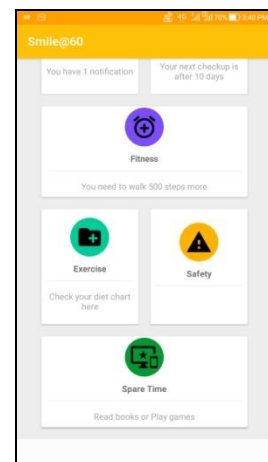 4G 70% 3:40 PM
Smile@60
You have 1 notification
Your next checkup is
after 10 days
Fitness
You need to walk 500 steps more
Exercise
Check your diet chart
here
Safety
Spare Time
Read books or Play games